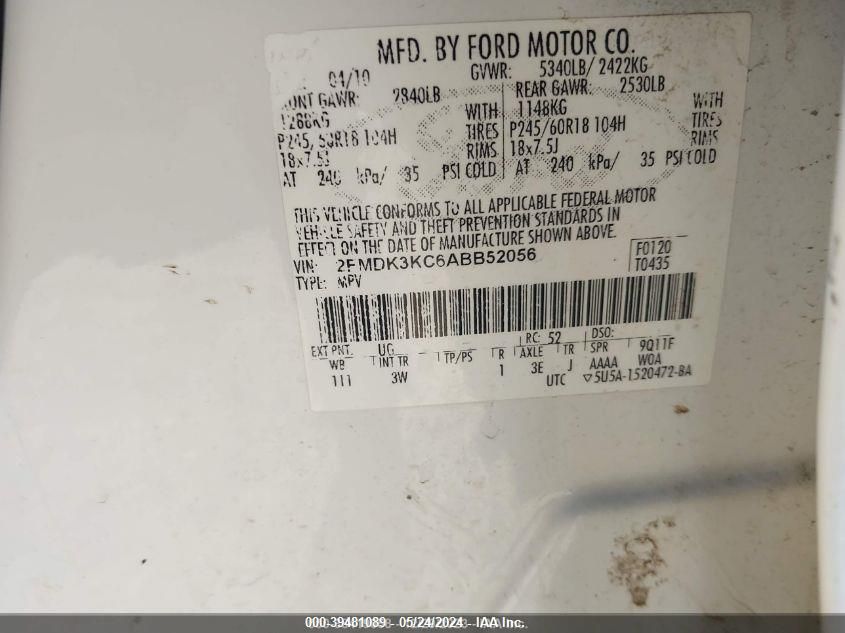 MFD. BY FORD MOTOR CO.
04/10 GVWR: 5340LB/ 2422KG
GAWR: 2840LB REAR GAWR: 2530LB
1288KG WITH 1148KG WITH
P245/60R18 104H TIRES P245/60R18 104H TIRES
18x7.5J RIMS 18x7.5J RIMS
AT 240 kPa/ 35 PSI COLD AT 240 kPa/ 35 PSI COLD
THIS VEHICLE CONFORMS TO ALL APPLICABLE FEDERAL MOTOR
VEHICLE SAFETY AND THEFT PREVENTION STANDARDS IN
EFFECT ON THE DATE OF MANUFACTURE SHOWN ABOVE.
VIN: 2FMDK3KC6ABB52056 F0120
TYPE: MPV T0435
EXT PNT: UG RC: 52 DSO:
WB INT TR TP/PS R AXLE TR SPR 9Q11F
111 3W 1 3E J AAAA W0A
UTC ▽5U5A-1520472-BA
000-39481089 - 05/24/2024 - IAA Inc.